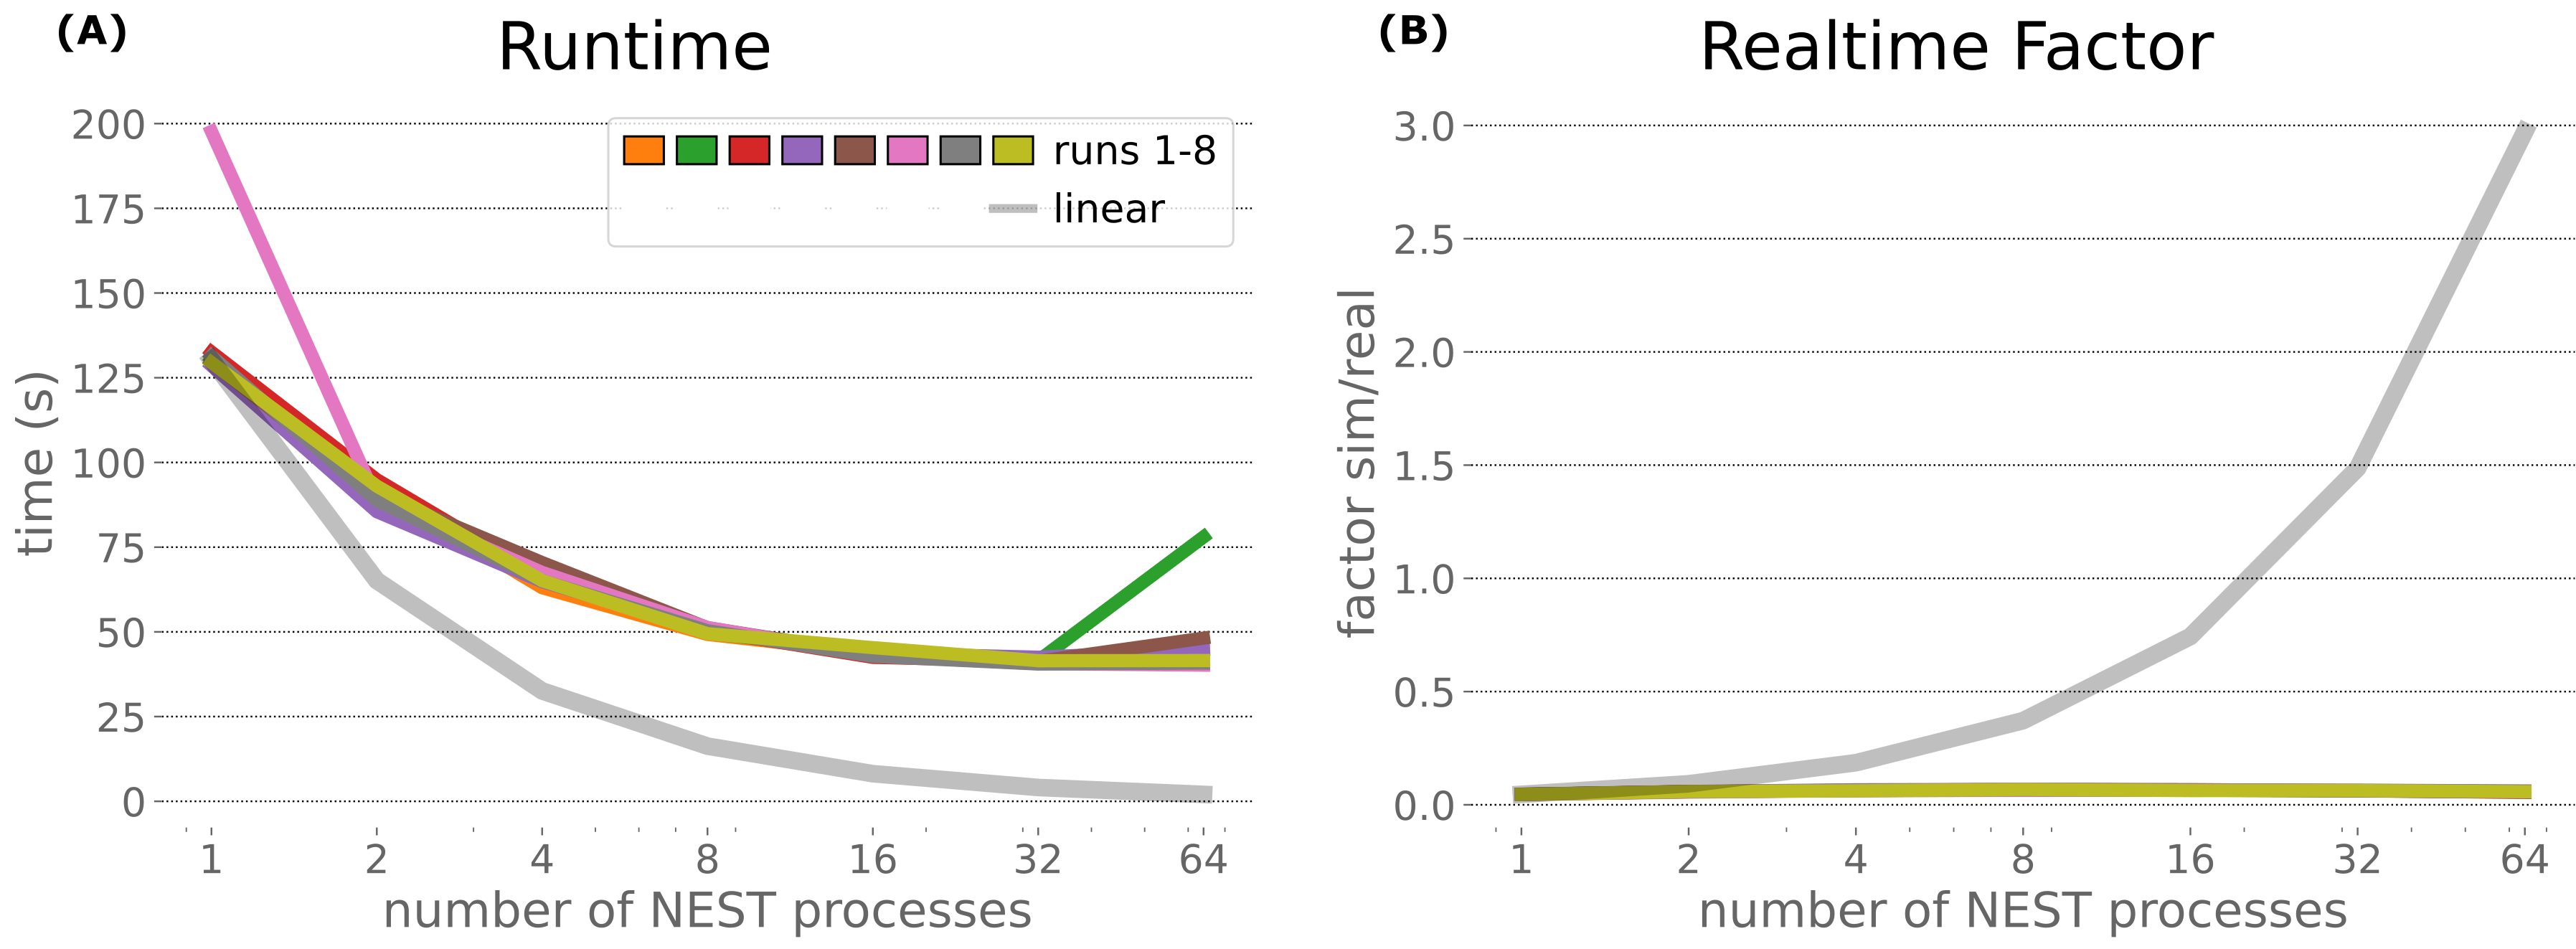 (A)
Runtime
200
175
150
125
100
75
50
25
0
time (s)
runs 1-8
linear
1 2 4 8 16 32 64
number of NEST processes
(B)
Realtime Factor
3.0
2.5
2.0
1.5
1.0
0.5
0.0
factor sim/real
1 2 4 8 16 32 64
number of NEST processes